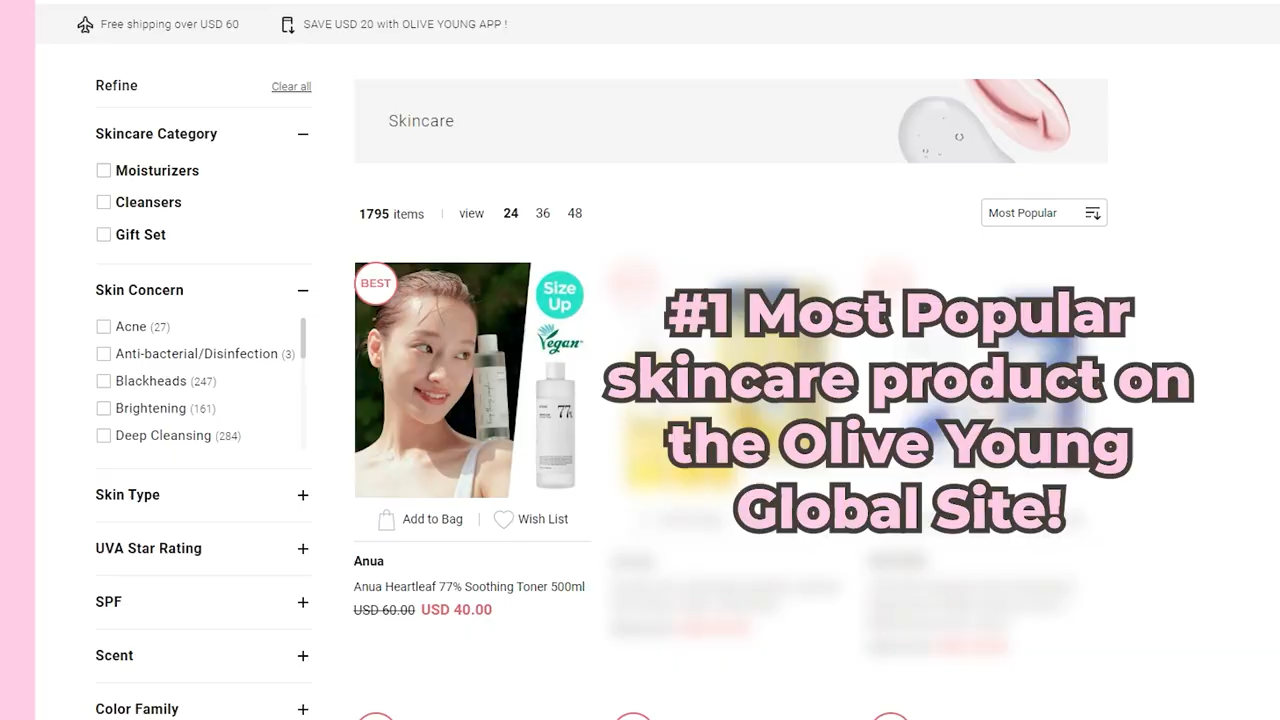 Free shipping over USD 60
SAVE USD 20 with OLIVE YOUNG APP !
Refine
Clear all
Skincare Category
Moisturizers
Cleansers
Gift Set
Skin Concern
Acne (27)
Anti-bacterial/Disinfection (3)
Blackheads (247)
Brightening (161)
Deep Cleansing (284)
Skin Type
UVA Star Rating
SPF
Scent
Color Family
Skincare
1795 items
view 24 36 48
Most Popular
BEST
Size
Up
Vegan
77%
Add to Bag
Wish List
Anua
Anua Heartleaf 77% Soothing Toner 500ml
USD 60.00 USD 40.00
#1 Most Popular
skincare product on
the Olive Young
Global Site!